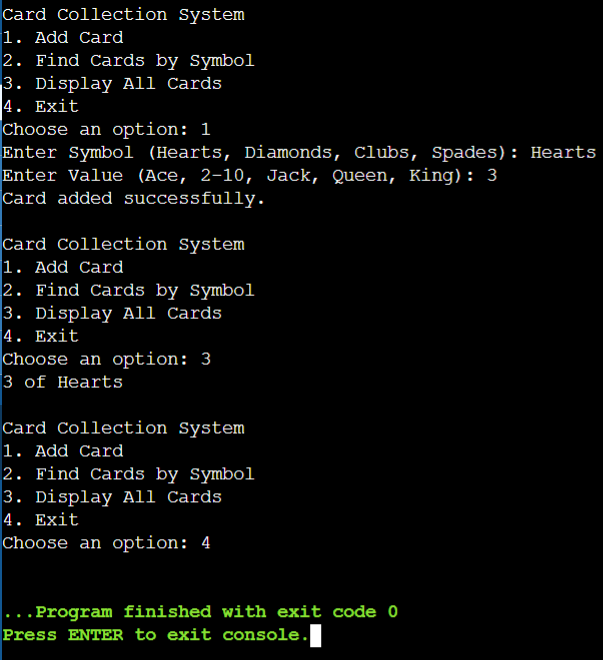 Card Collection System
1. Add Card
2. Find Cards by Symbol
3. Display All Cards
4. Exit
Choose an option: 1
Enter Symbol (Hearts, Diamonds, Clubs, Spades): Hearts
Enter Value (Ace, 2-10, Jack, Queen, King): 3
Card added successfully.

Card Collection System
1. Add Card
2. Find Cards by Symbol
3. Display All Cards
4. Exit
Choose an option: 3
3 of Hearts

Card Collection System
1. Add Card
2. Find Cards by Symbol
3. Display All Cards
4. Exit
Choose an option: 4

...Program finished with exit code 0
Press ENTER to exit console.